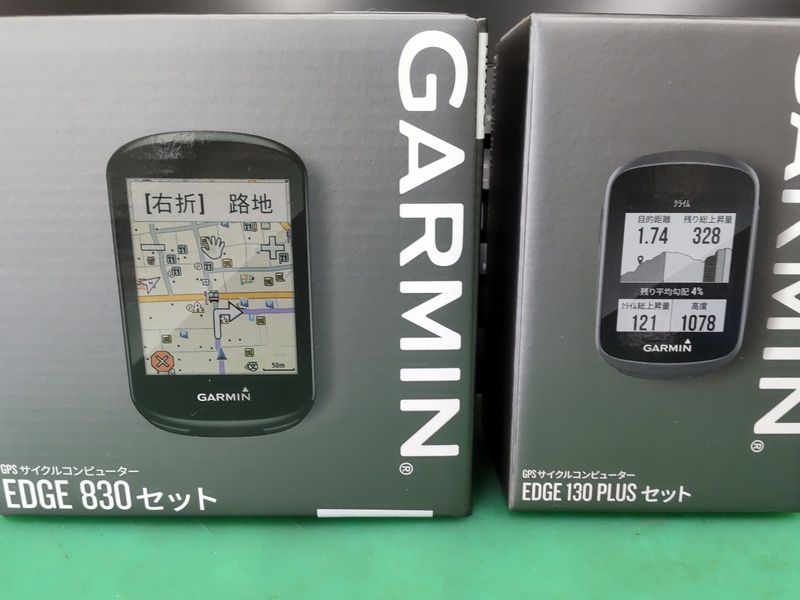 GARMIN®
[右折] 路地
50m
GARMIN
GPS サイクルコンピューター
EDGE 830 セット
GARMIN®
クライム
目的距離 残り総上昇量
1.74 328
残り平均勾配 4%
クライム総上昇量 高度
121 1078
GARMIN
GPS サイクルコンピューター
EDGE 130 PLUS セット